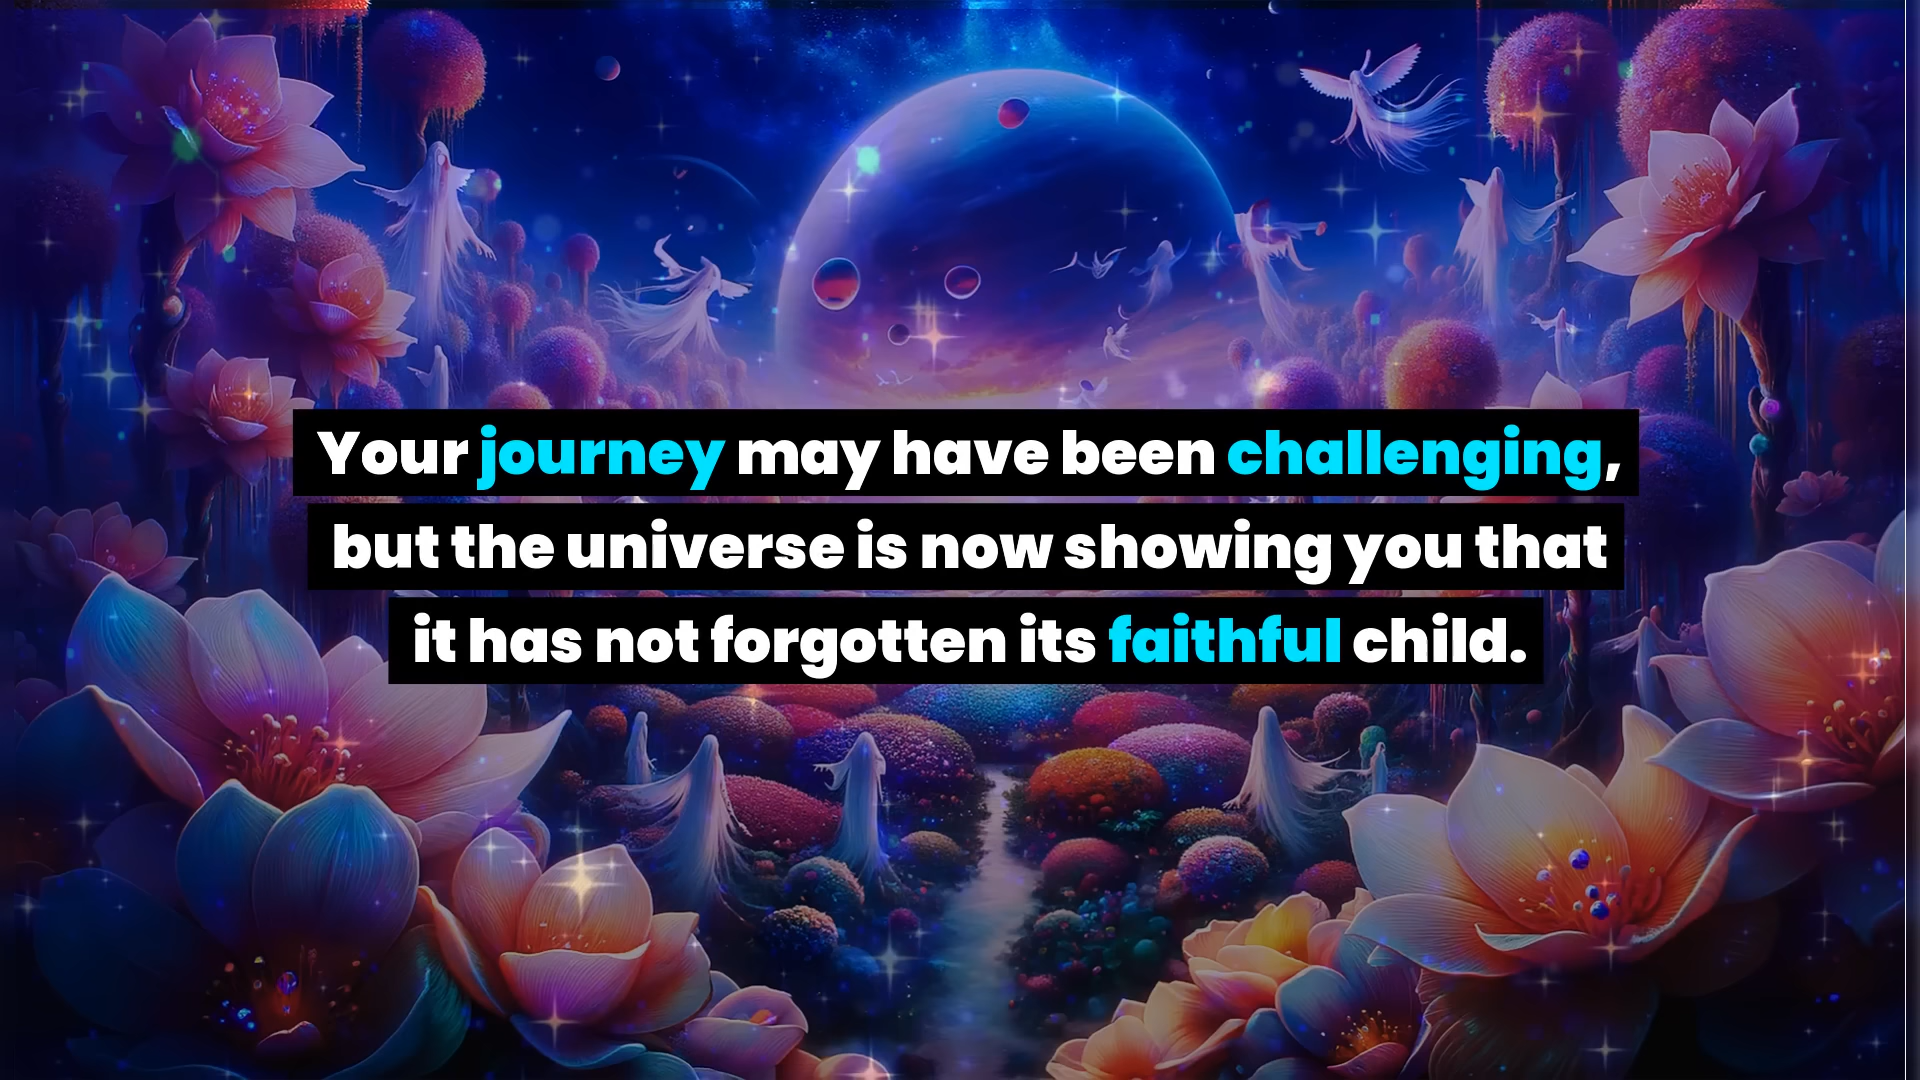 Your journey may have been challenging,
but the universe is now showing you that
it has not forgotten its faithful child.